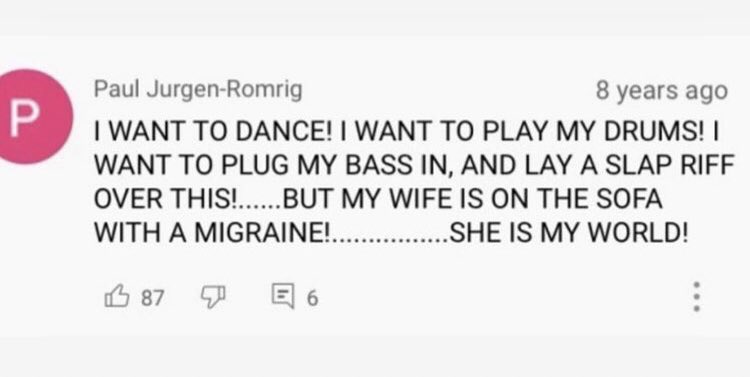 P
Paul Jurgen-Romrig 8 years ago
I WANT TO DANCE! I WANT TO PLAY MY DRUMS! I
WANT TO PLUG MY BASS IN, AND LAY A SLAP RIFF
OVER THIS!......BUT MY WIFE IS ON THE SOFA
WITH A MIGRAINE!................SHE IS MY WORLD!
87 6